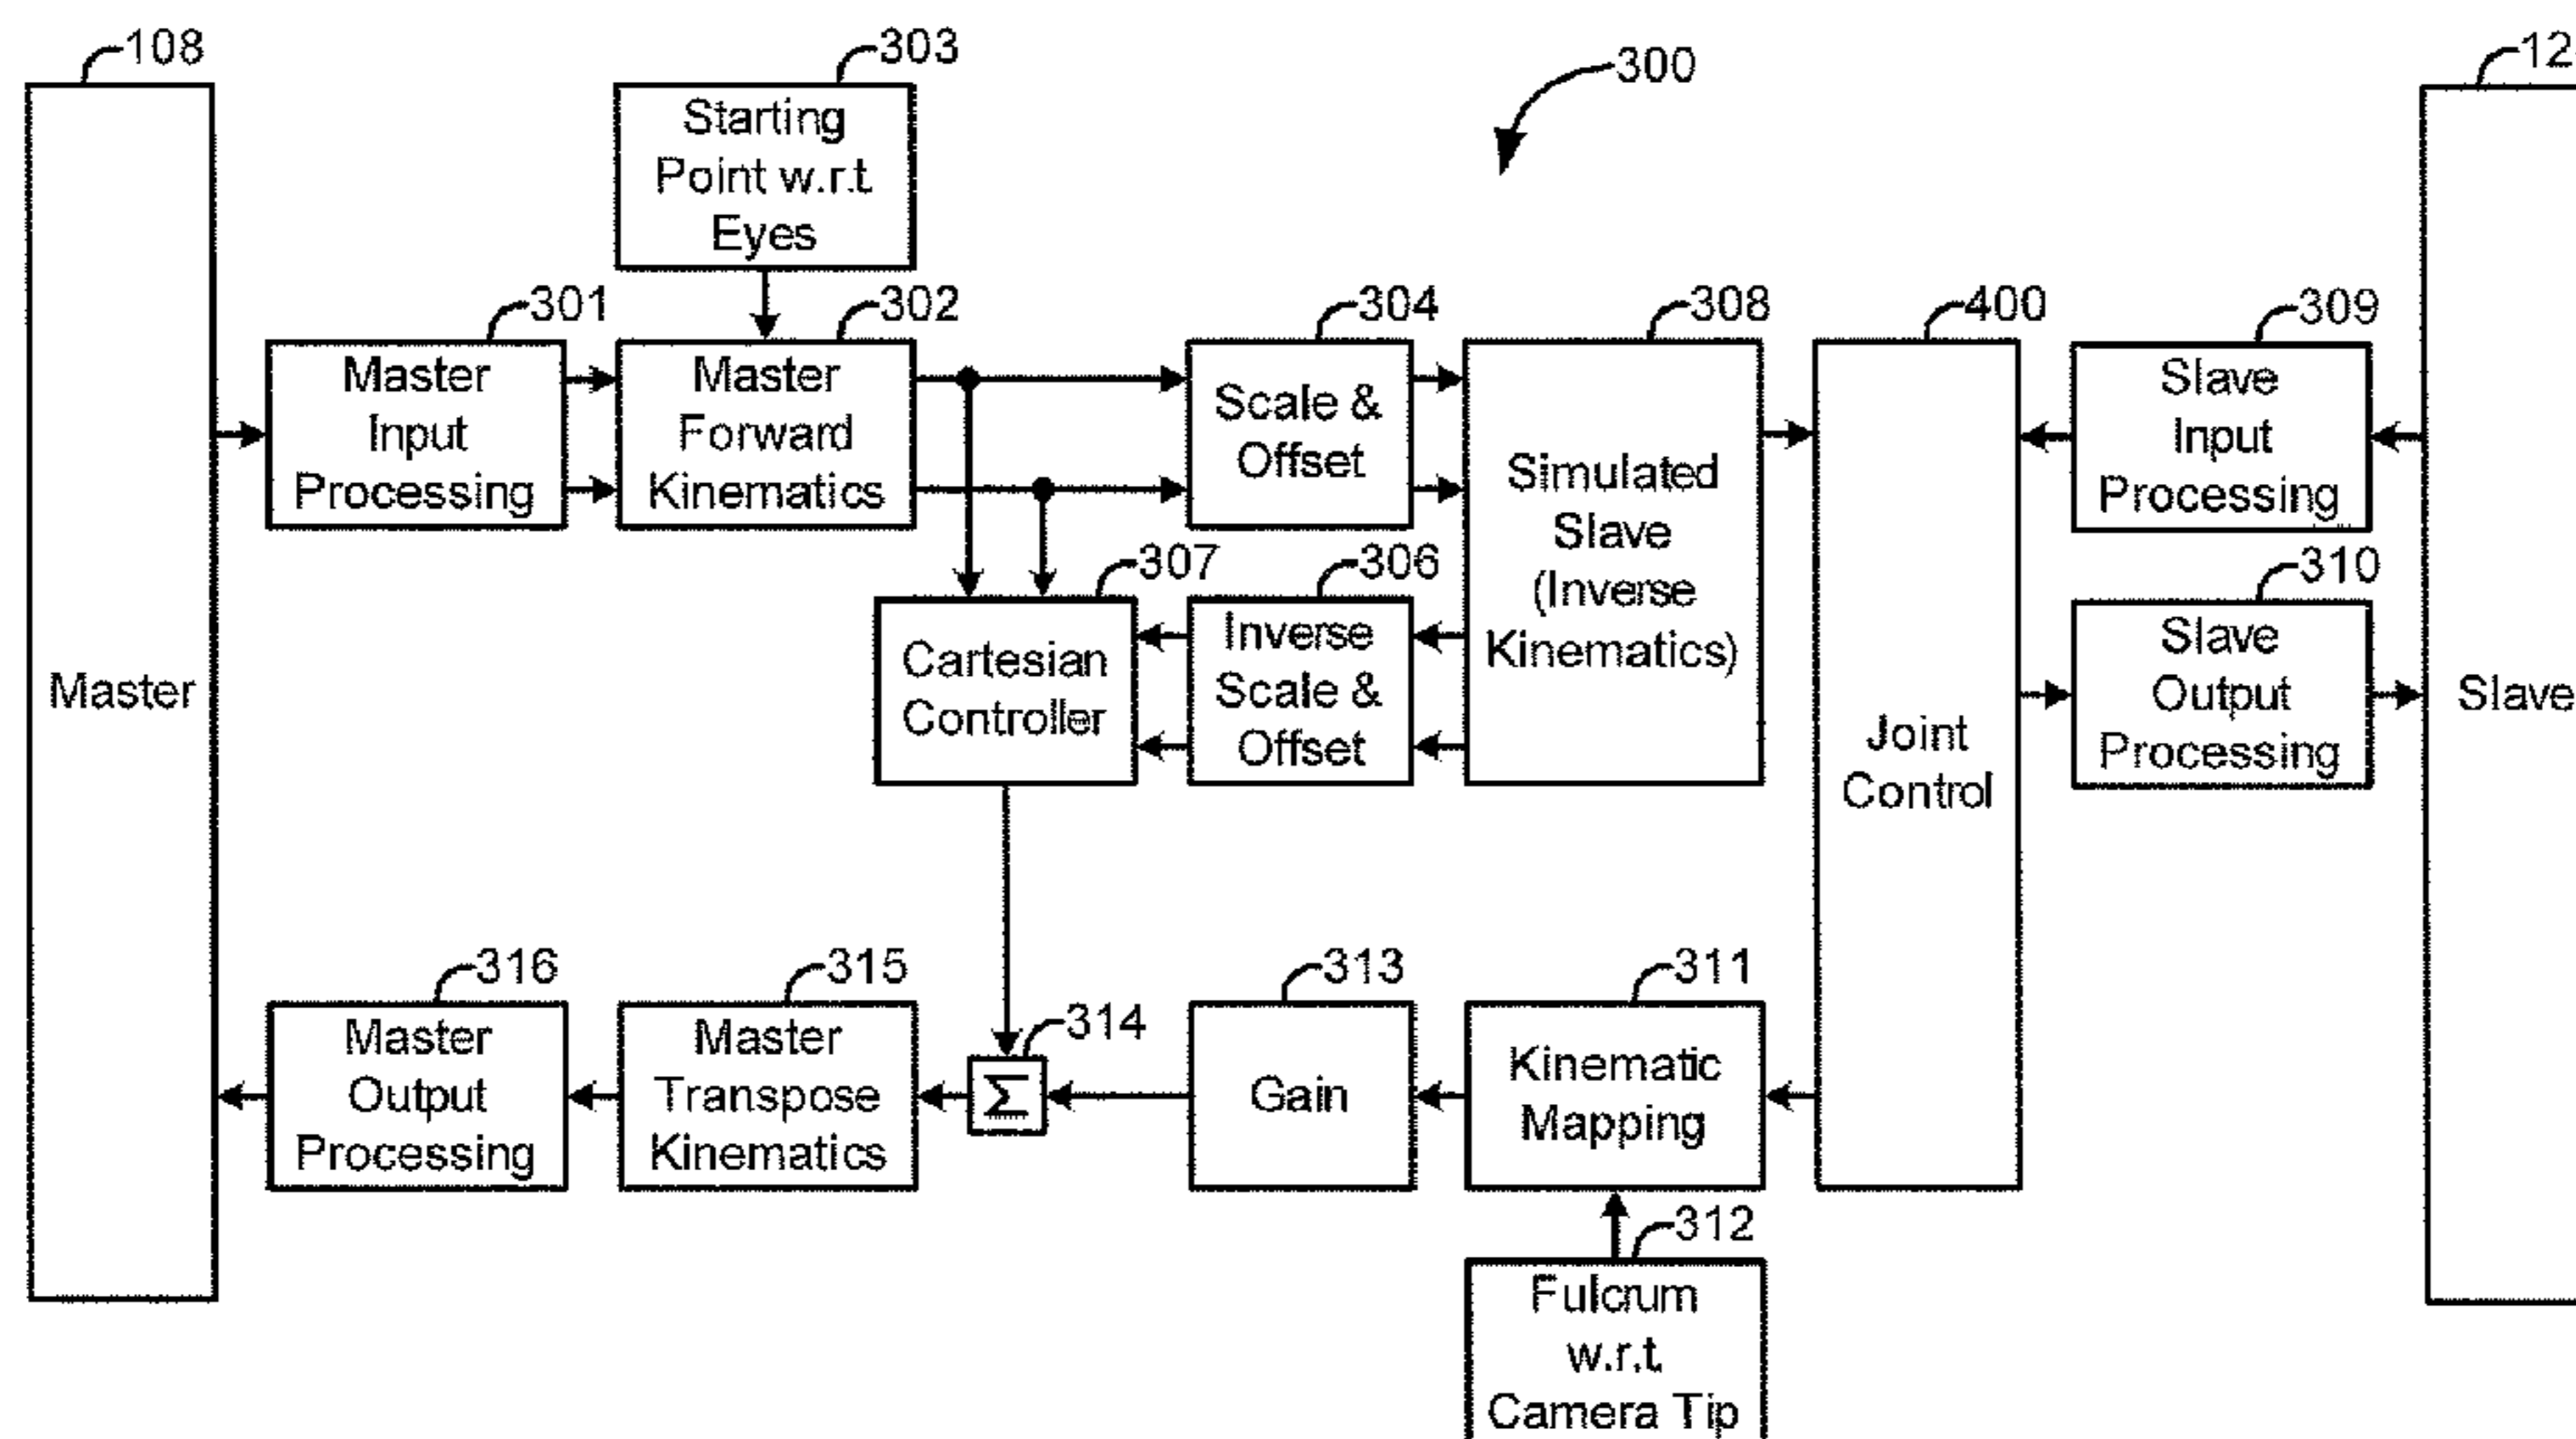 108
303
300
12
Starting
Point w.r.t.
Eyes
301
302
304
308
400
309
Master
Input
Processing
Master
Forward
Kinematics
Scale &
Offset
Simulated
Slave
(Inverse
Kinematics)
Slave
Input
Processing
307
306
310
Master
Cartesian
Controller
Inverse
Scale &
Offset
Joint
Control
Slave
Output
Processing
Slave
316
315
314
313
311
Master
Output
Processing
Master
Transpose
Kinematics
Σ
Gain
Kinematic
Mapping
312
Fulcrum
w.r.t.
Camera Tip